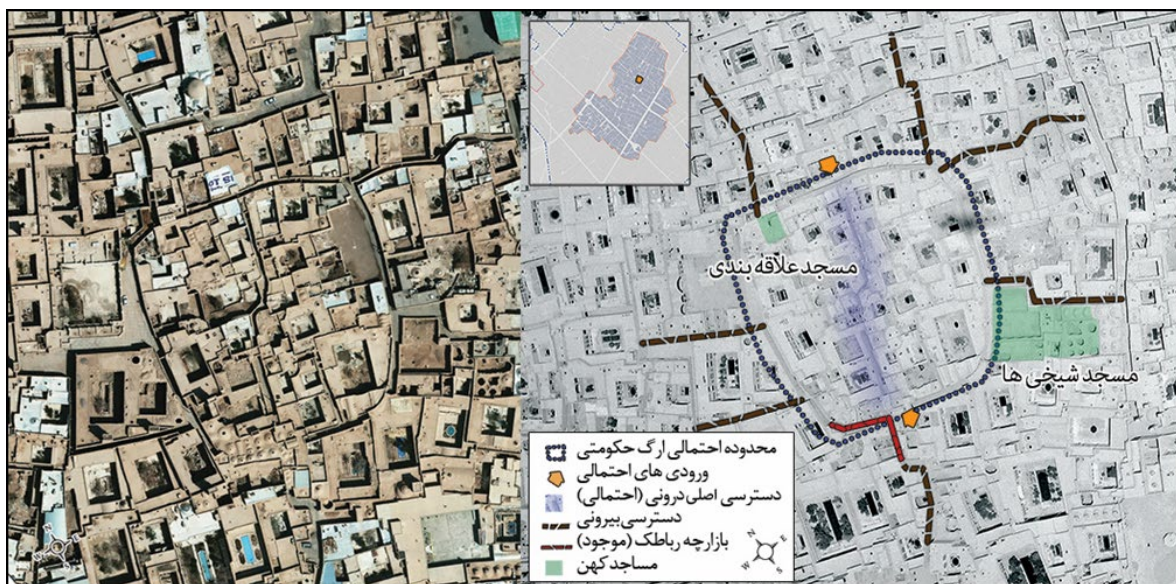 مسجد علاقه بندی
مسجد شیخی ها
محدوده احتمالی ارگ حکومتی
ورودی های احتمالی
دسترسی اصلی درونی (احتمالی)
دسترسی بیرونی
بازارچه رباطک (موجود)
مساجد کهن
N
E
W
S
N
E
W
S